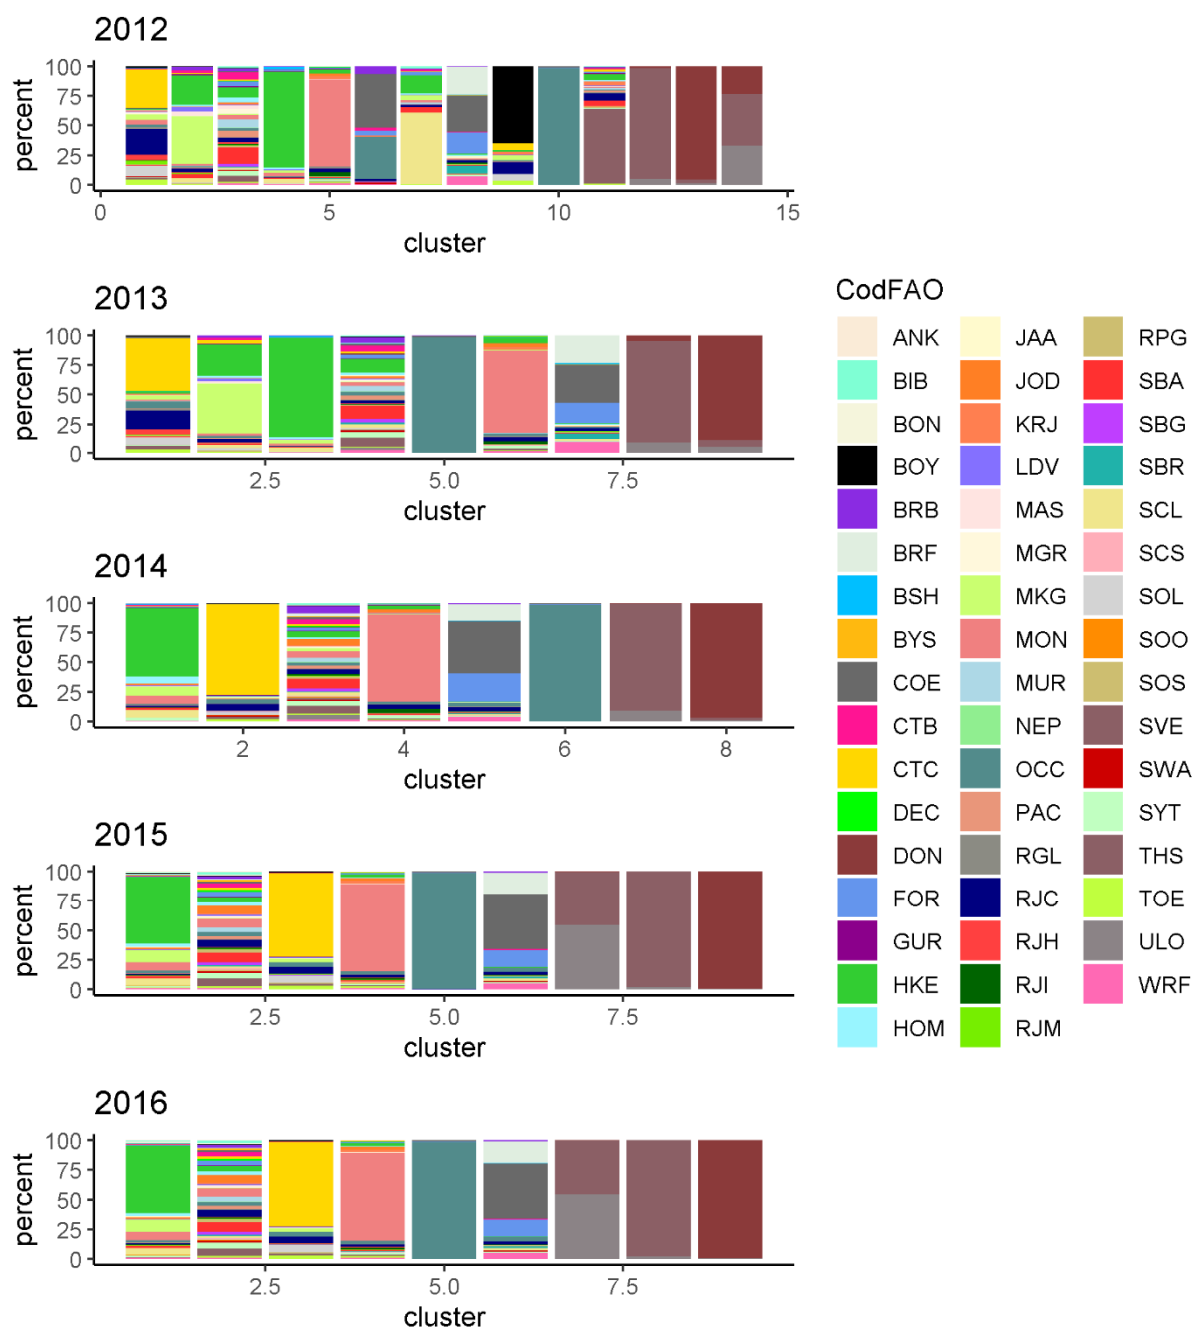 2012
percent
100
75
50
25
0
0 5 10 15
cluster
2013
percent
100
75
50
25
0
2.5 5.0 7.5
cluster
2014
percent
100
75
50
25
0
2 4 6 8
cluster
2015
percent
100
75
50
25
0
2.5 5.0 7.5
cluster
2016
percent
100
75
50
25
0
2.5 5.0 7.5
cluster
CodFAO
ANK JAA RPG
BIB JOD SBA
BON KRJ SBG
BOY LDV SBR
BRB MAS SCL
BRF MGR SCS
BSH MKG SOL
BYS MON SOO
COE MUR SOS
CTB NEP SVE
CTC OCC SWA
DEC PAC SYT
DON RGL THS
FOR RJC TOE
GUR RJH ULO
HKE RJI WRF
HOM RJM